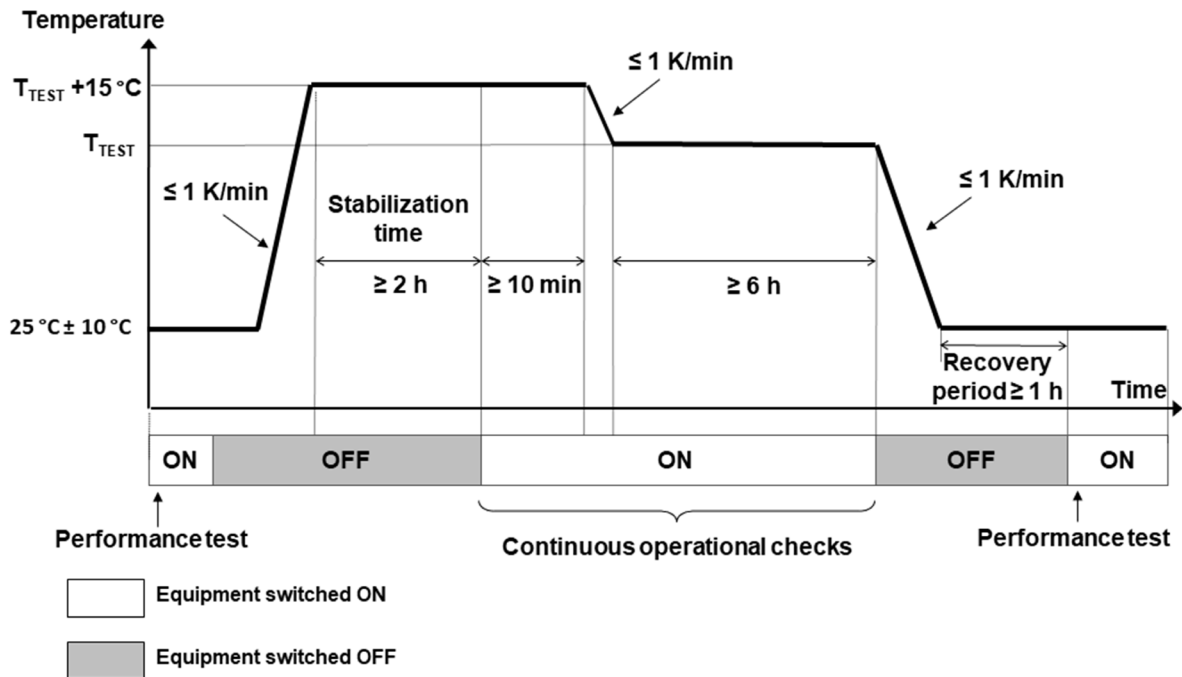 Temperature
T_TEST +15 °C
≤ 1 K/min
T_TEST
≤ 1 K/min
≤ 1 K/min
Stabilization
time
≥ 2 h
≥ 10 min
≥ 6 h
25 °C ± 10 °C
Recovery
period ≥ 1 h
Time
ON
OFF
ON
OFF
ON
Performance test
Continuous operational checks
Performance test
Equipment switched ON
Equipment switched OFF